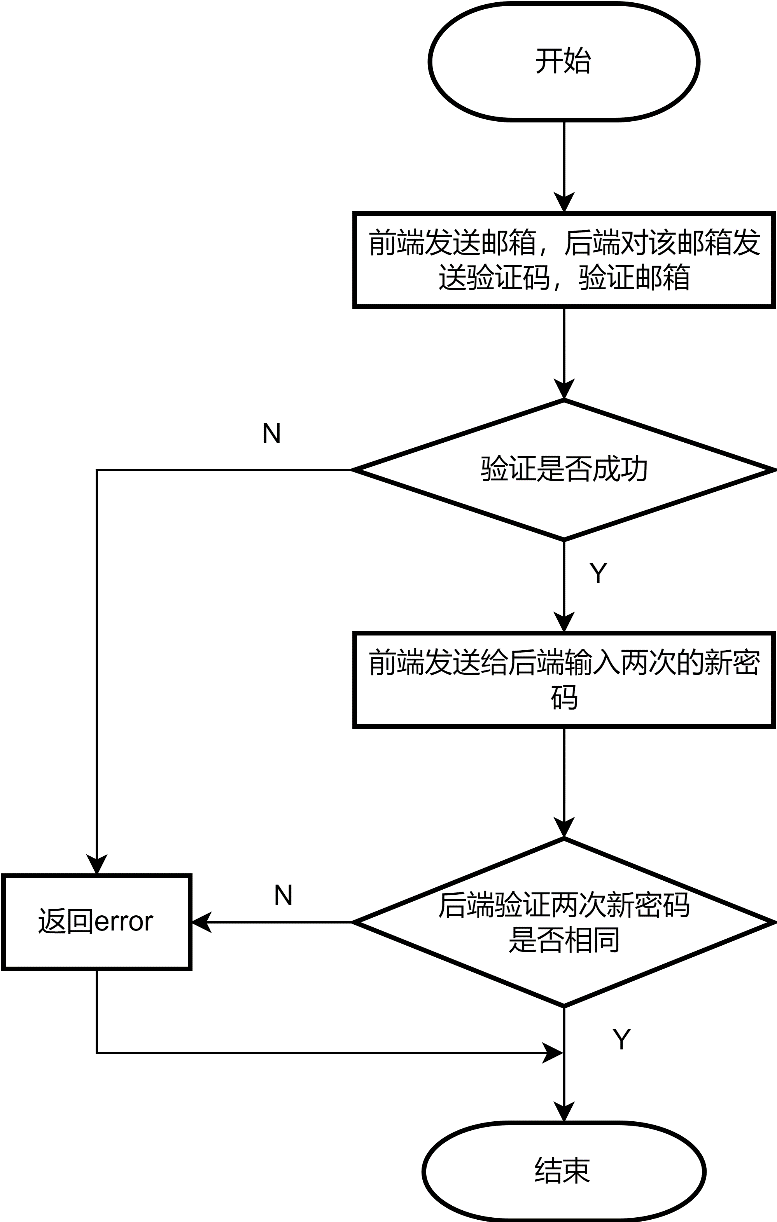 开始
前端发送邮箱，后端对该邮箱发
送验证码，验证邮箱
N
验证是否成功
Y
前端发送给后端输入两次的新密
码
N
返回error
后端验证两次新密码
是否相同
Y
结束